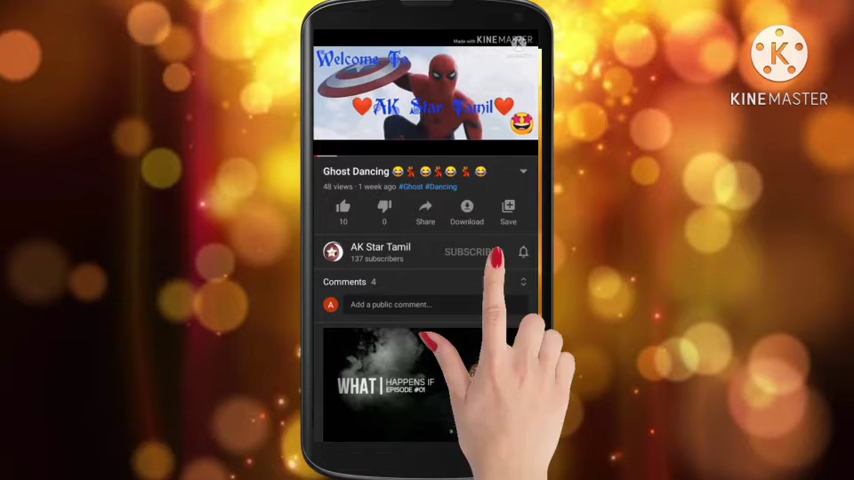 Made with KINEMASTER
Welcome To
❤️AK Star Tamil❤️
Ghost Dancing 😂💃😂💃😂💃😂
48 views · 1 week ago #Ghost #Dancing
10
0
Share
Download
Save
AK Star Tamil
SUBSCRIBE
137 subscribers
Comments 4
A
Add a public comment...
WHAT | HAPPENS IF
EPISODE #01
K
KINEMASTER